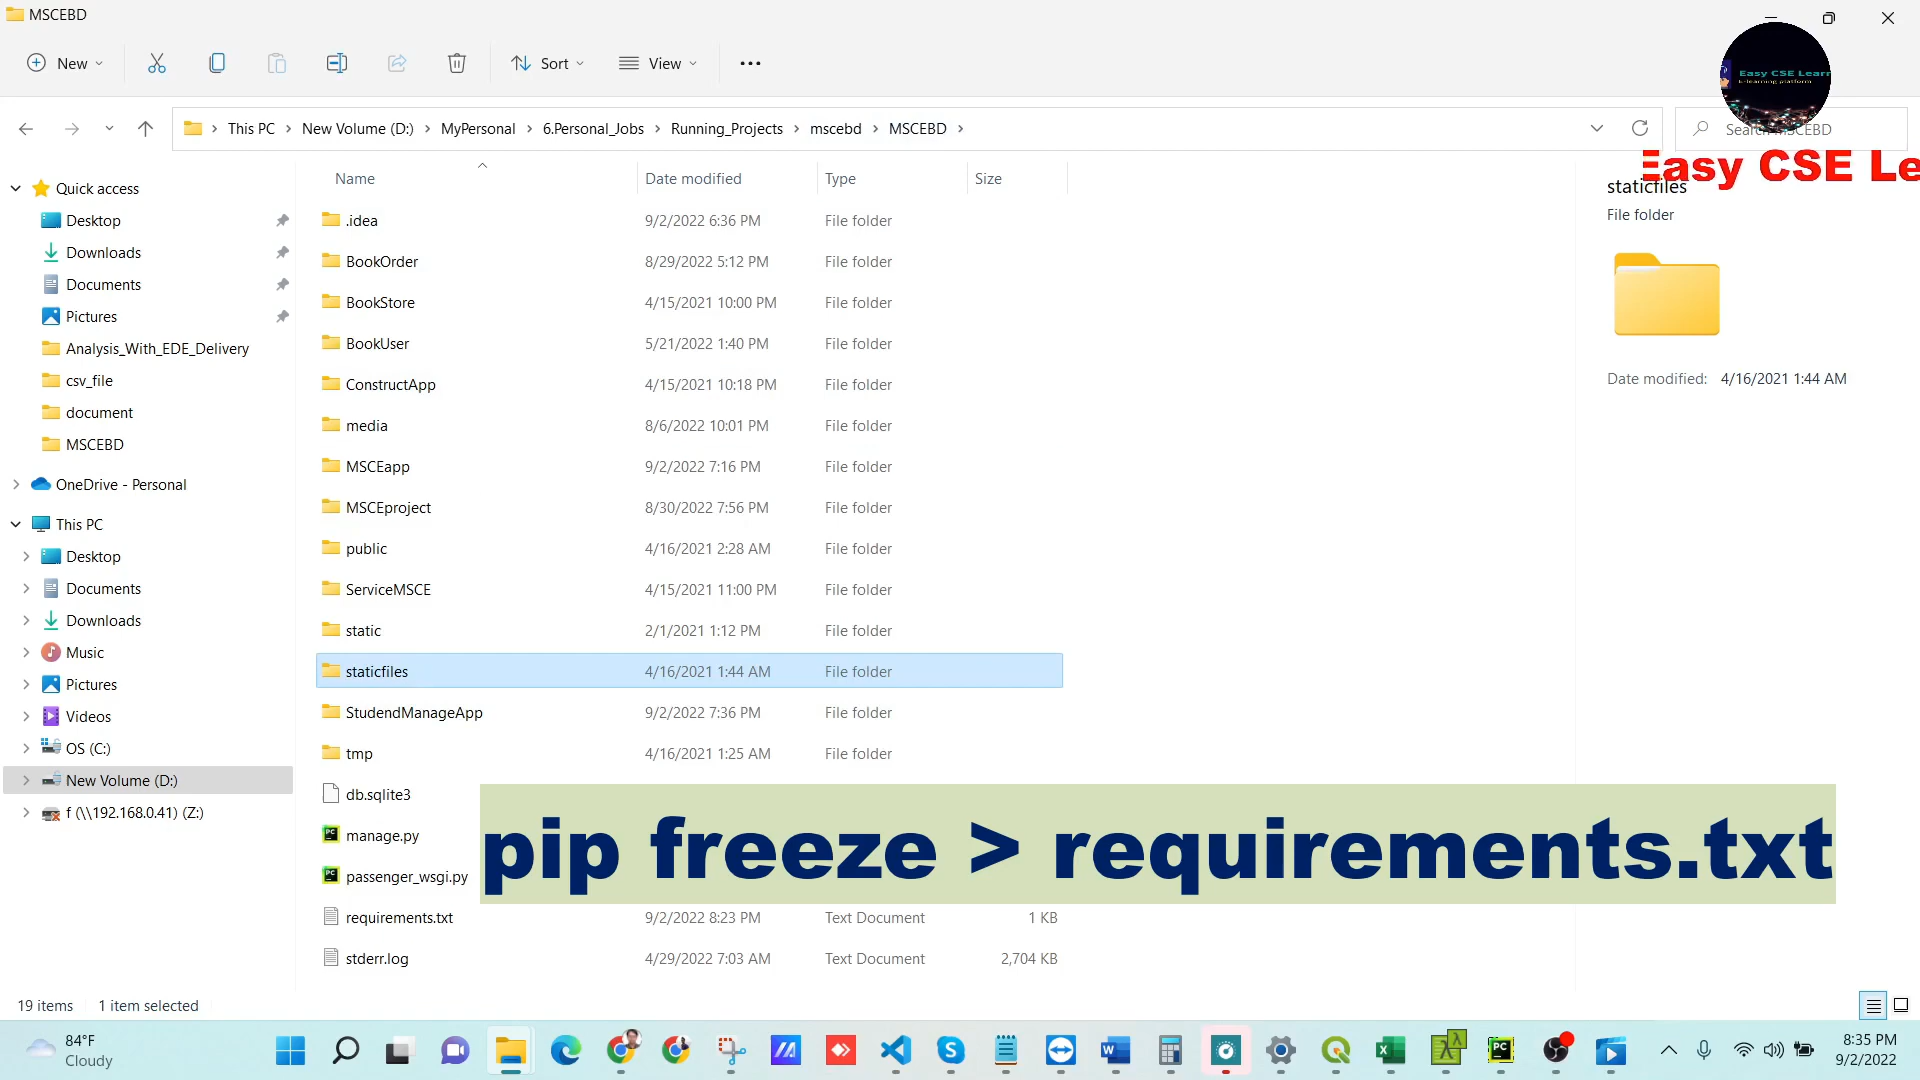 MSCEBD
New
Sort
View
Easy CSE Learn
E-learning platform
This PC > New Volume (D:) > MyPersonal > 6.Personal_Jobs > Running_Projects > mscebd > MSCEBD >
Search MSCEBD
Easy CSE Le
Name Date modified Type Size
Quick access
Desktop
Downloads
Documents
Pictures
Analysis_With_EDE_Delivery
csv_file
document
MSCEBD
OneDrive - Personal
This PC
Desktop
Documents
Downloads
Music
Pictures
Videos
OS (C:)
New Volume (D:)
f (\\192.168.0.41) (Z:)
.idea 9/2/2022 6:36 PM File folder
BookOrder 8/29/2022 5:12 PM File folder
BookStore 4/15/2021 10:00 PM File folder
BookUser 5/21/2022 1:40 PM File folder
ConstructApp 4/15/2021 10:18 PM File folder
media 8/6/2022 10:01 PM File folder
MSCEapp 9/2/2022 7:16 PM File folder
MSCEproject 8/30/2022 7:56 PM File folder
public 4/16/2021 2:28 AM File folder
ServiceMSCE 4/15/2021 11:00 PM File folder
static 2/1/2021 1:12 PM File folder
staticfiles 4/16/2021 1:44 AM File folder
StudendManageApp 9/2/2022 7:36 PM File folder
tmp 4/16/2021 1:25 AM File folder
db.sqlite3
manage.py
passenger_wsgi.py
requirements.txt 9/2/2022 8:23 PM Text Document 1 KB
stderr.log 4/29/2022 7:03 AM Text Document 2,704 KB
pip freeze > requirements.txt
staticfiles
File folder
Date modified: 4/16/2021 1:44 AM
19 items 1 item selected
84°F
Cloudy
8:35 PM
9/2/2022